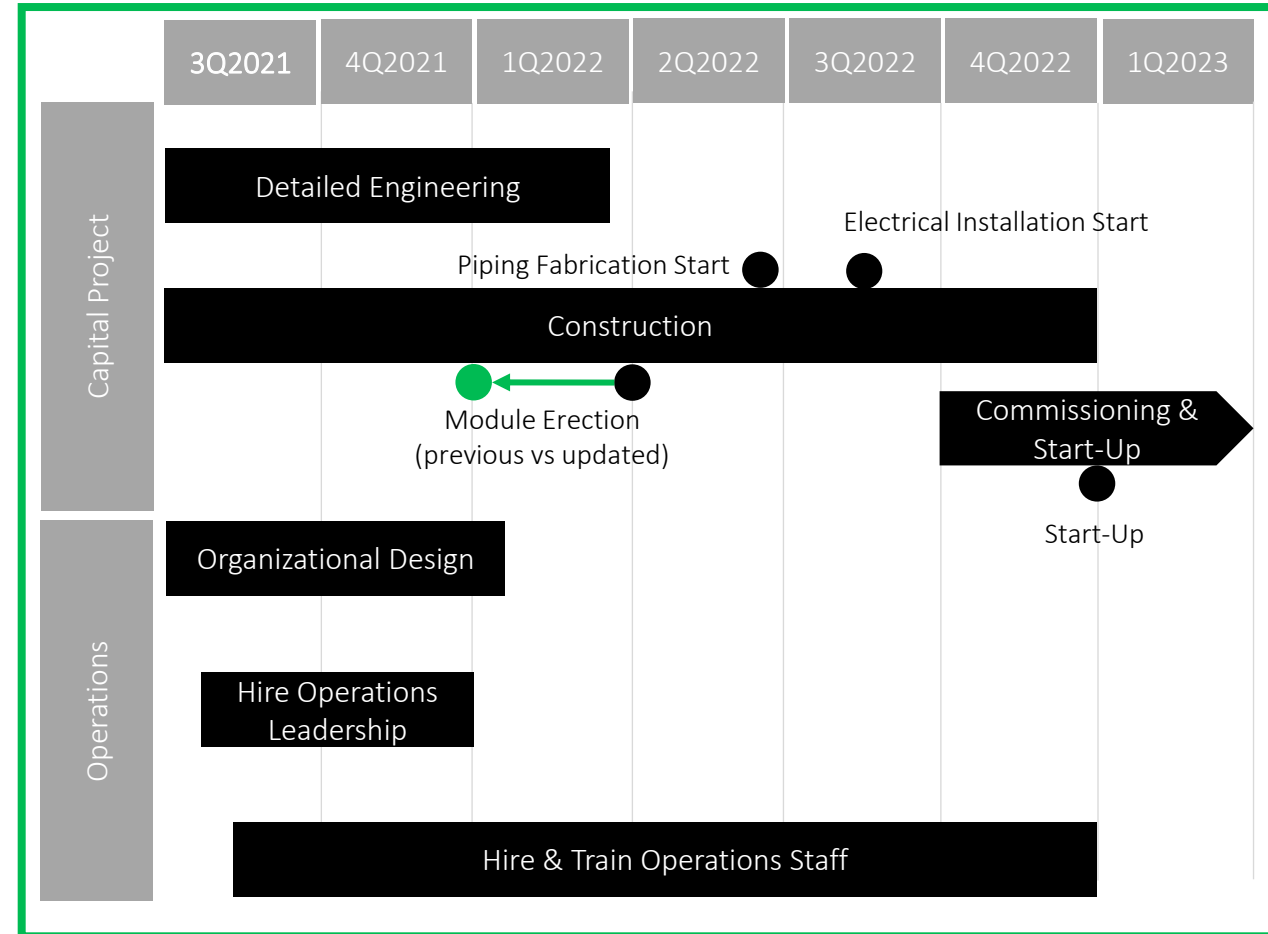 3Q2021
4Q2021
1Q2022
2Q2022
3Q2022
4Q2022
1Q2023
Capital Project
Detailed Engineering
Electrical Installation Start
Piping Fabrication Start
Construction
Module Erection
(previous vs updated)
Commissioning &
Start-Up
Start-Up
Operations
Organizational Design
Hire Operations
Leadership
Hire & Train Operations Staff